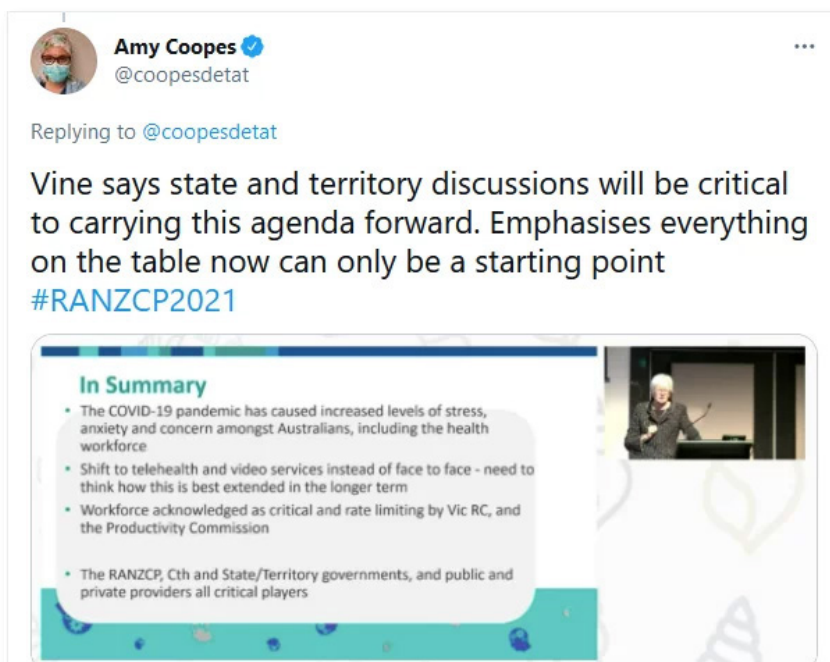 Amy Coopes
@coopesdetat
Replying to @coopesdetat
Vine says state and territory discussions will be critical
to carrying this agenda forward. Emphasises everything
on the table now can only be a starting point
#RANZCP2021
In Summary
• The COVID-19 pandemic has caused increased levels of stress,
anxiety and concern amongst Australians, including the health
workforce
• Shift to telehealth and video services instead of face to face - need to
think how this is best extended in the longer term
• Workforce acknowledged as critical and rate limiting by Vic RC, and
the Productivity Commission
• The RANZCP, Cth and State/Territory governments, and public and
private providers all critical players